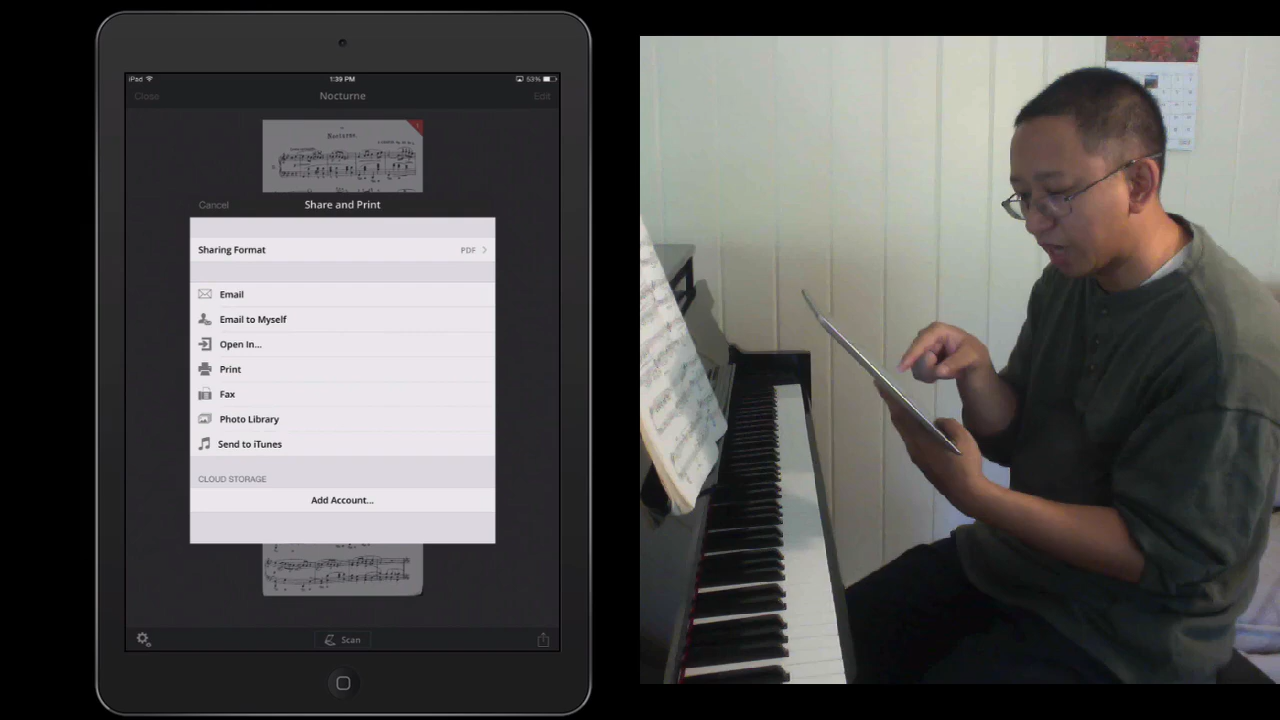 iPad
1:39 PM
53%
Close
Nocturne
Edit
Nocturne.
Cancel
Share and Print
Sharing Format
PDF
Email
Email to Myself
Open In...
Print
Fax
Photo Library
Send to iTunes
CLOUD STORAGE
Add Account...
Scan